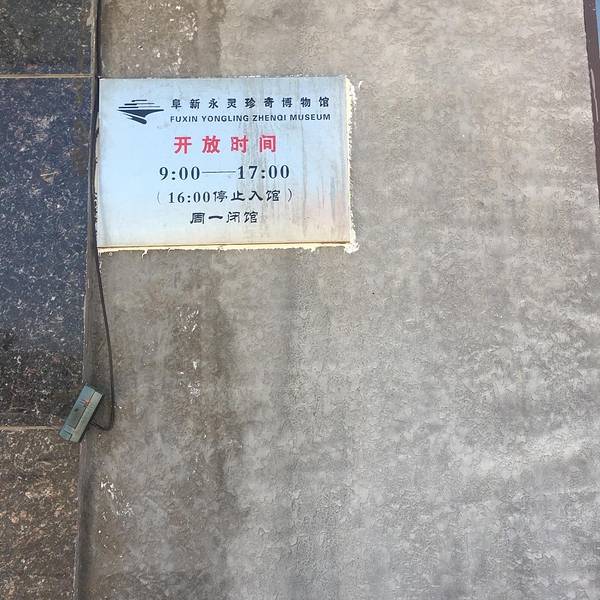 阜新永灵珍奇博物馆
FUXIN YONGLING ZHENQI MUSEUM
开放时间
9:00——17:00
（16:00停止入馆）
周一闭馆